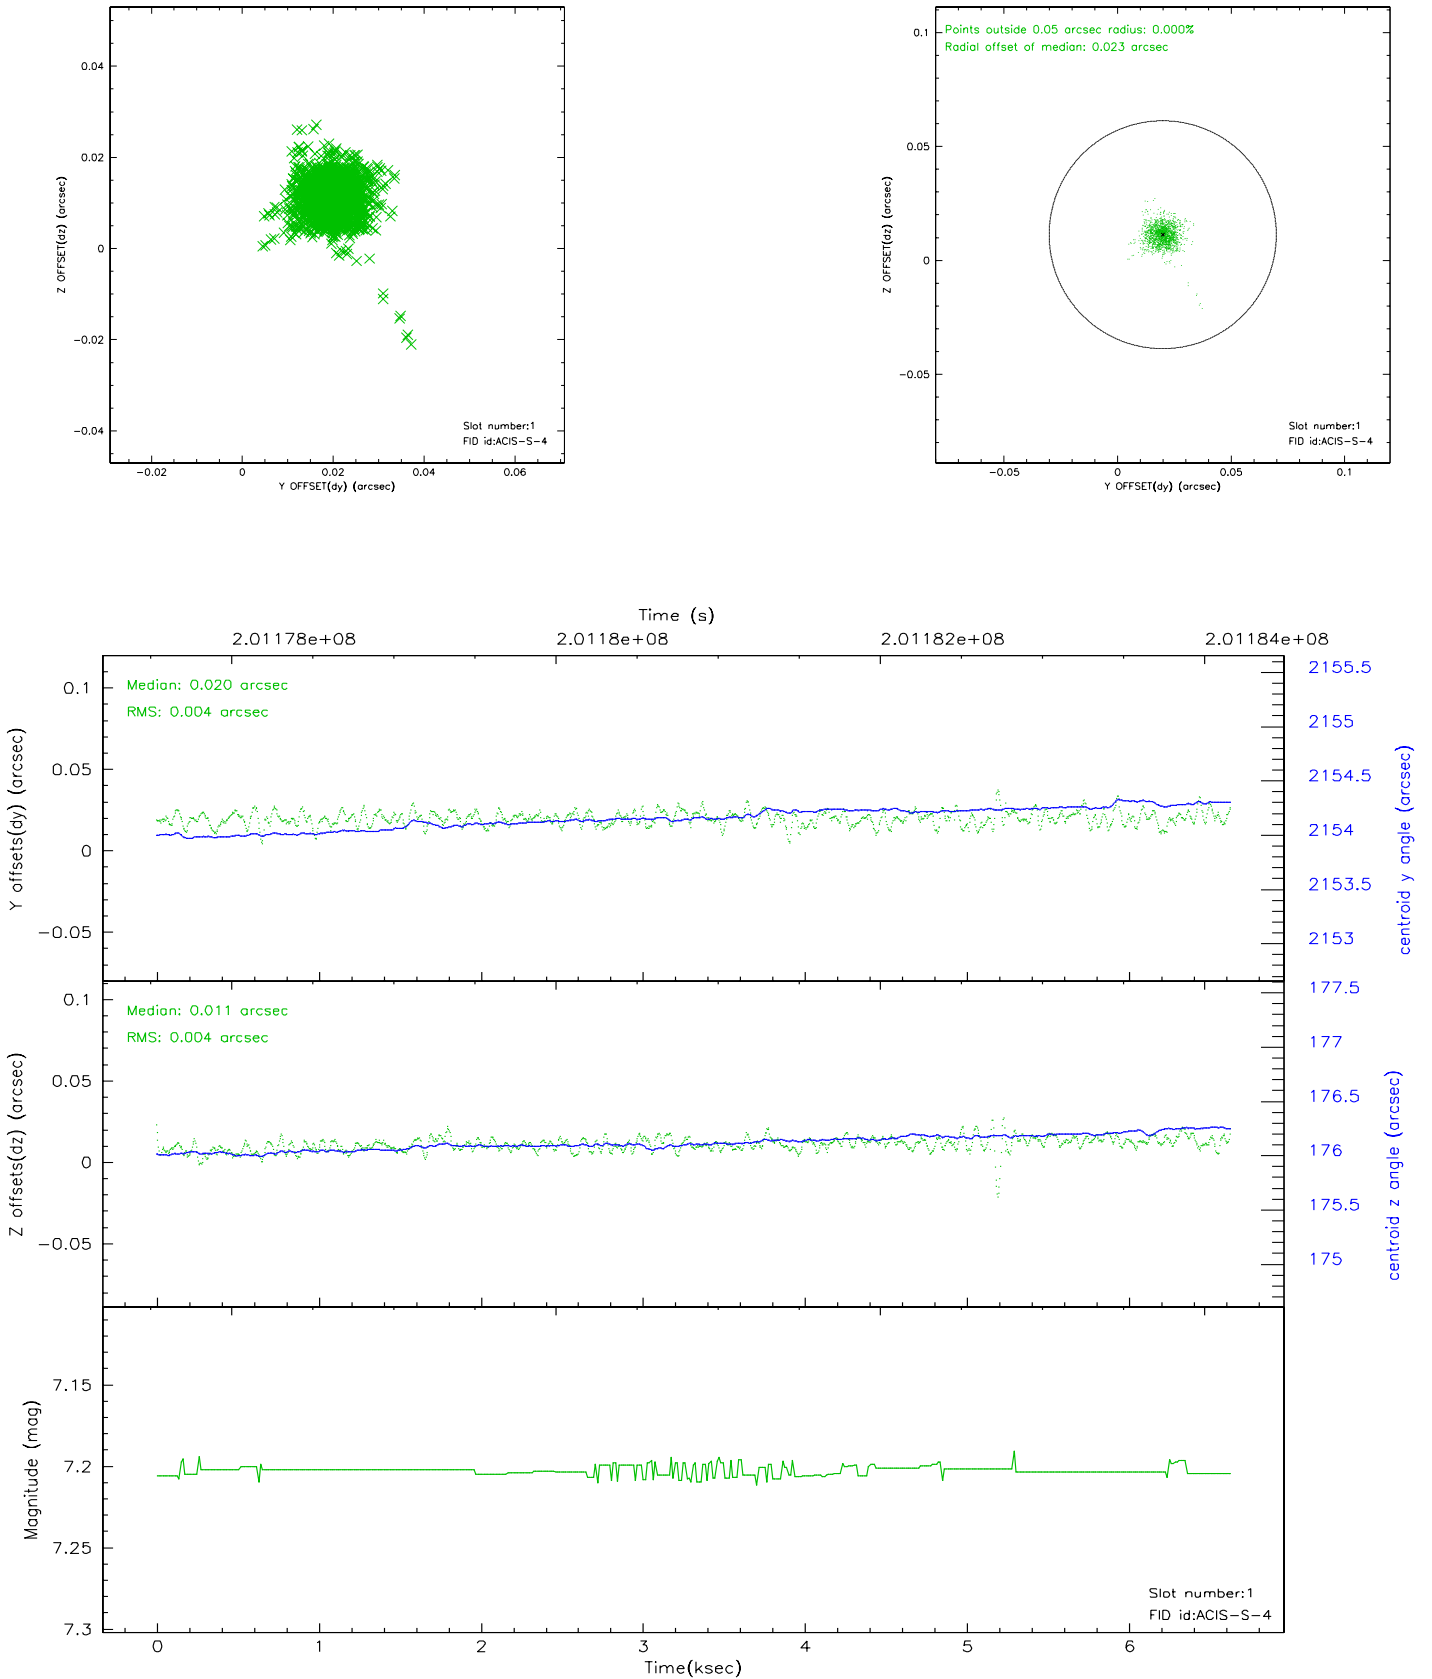 0.04
0.02
0
−0.02
−0.04
Z OFFSET(dz) (arcsec)
Slot number:1
FID id:ACIS−S−4
−0.02 0 0.02 0.04 0.06
Y OFFSET(dy) (arcsec)
Points outside 0.05 arcsec radius: 0.000%
Radial offset of median: 0.023 arcsec
0.1
0.05
0
−0.05
Z OFFSET(dz) (arcsec)
Slot number:1
FID id:ACIS−S−4
−0.05 0 0.05 0.1
Y OFFSET(dy) (arcsec)
Time (s)
2.01178e+08 2.0118e+08 2.01182e+08 2.01184e+08
Median: 0.020 arcsec
RMS: 0.004 arcsec
0.1
0.05
0
−0.05
Y offsets(dy) (arcsec)
2155.5
2155
2154.5
2154
2153.5
2153
centroid y angle (arcsec)
Median: 0.011 arcsec
RMS: 0.004 arcsec
0.1
0.05
0
−0.05
Z offsets(dz) (arcsec)
177.5
177
176.5
176
175.5
175
centroid z angle (arcsec)
7.15
7.2
7.25
7.3
Magnitude (mag)
Slot number:1
FID id:ACIS−S−4
0 1 2 3 4 5 6
Time(ksec)